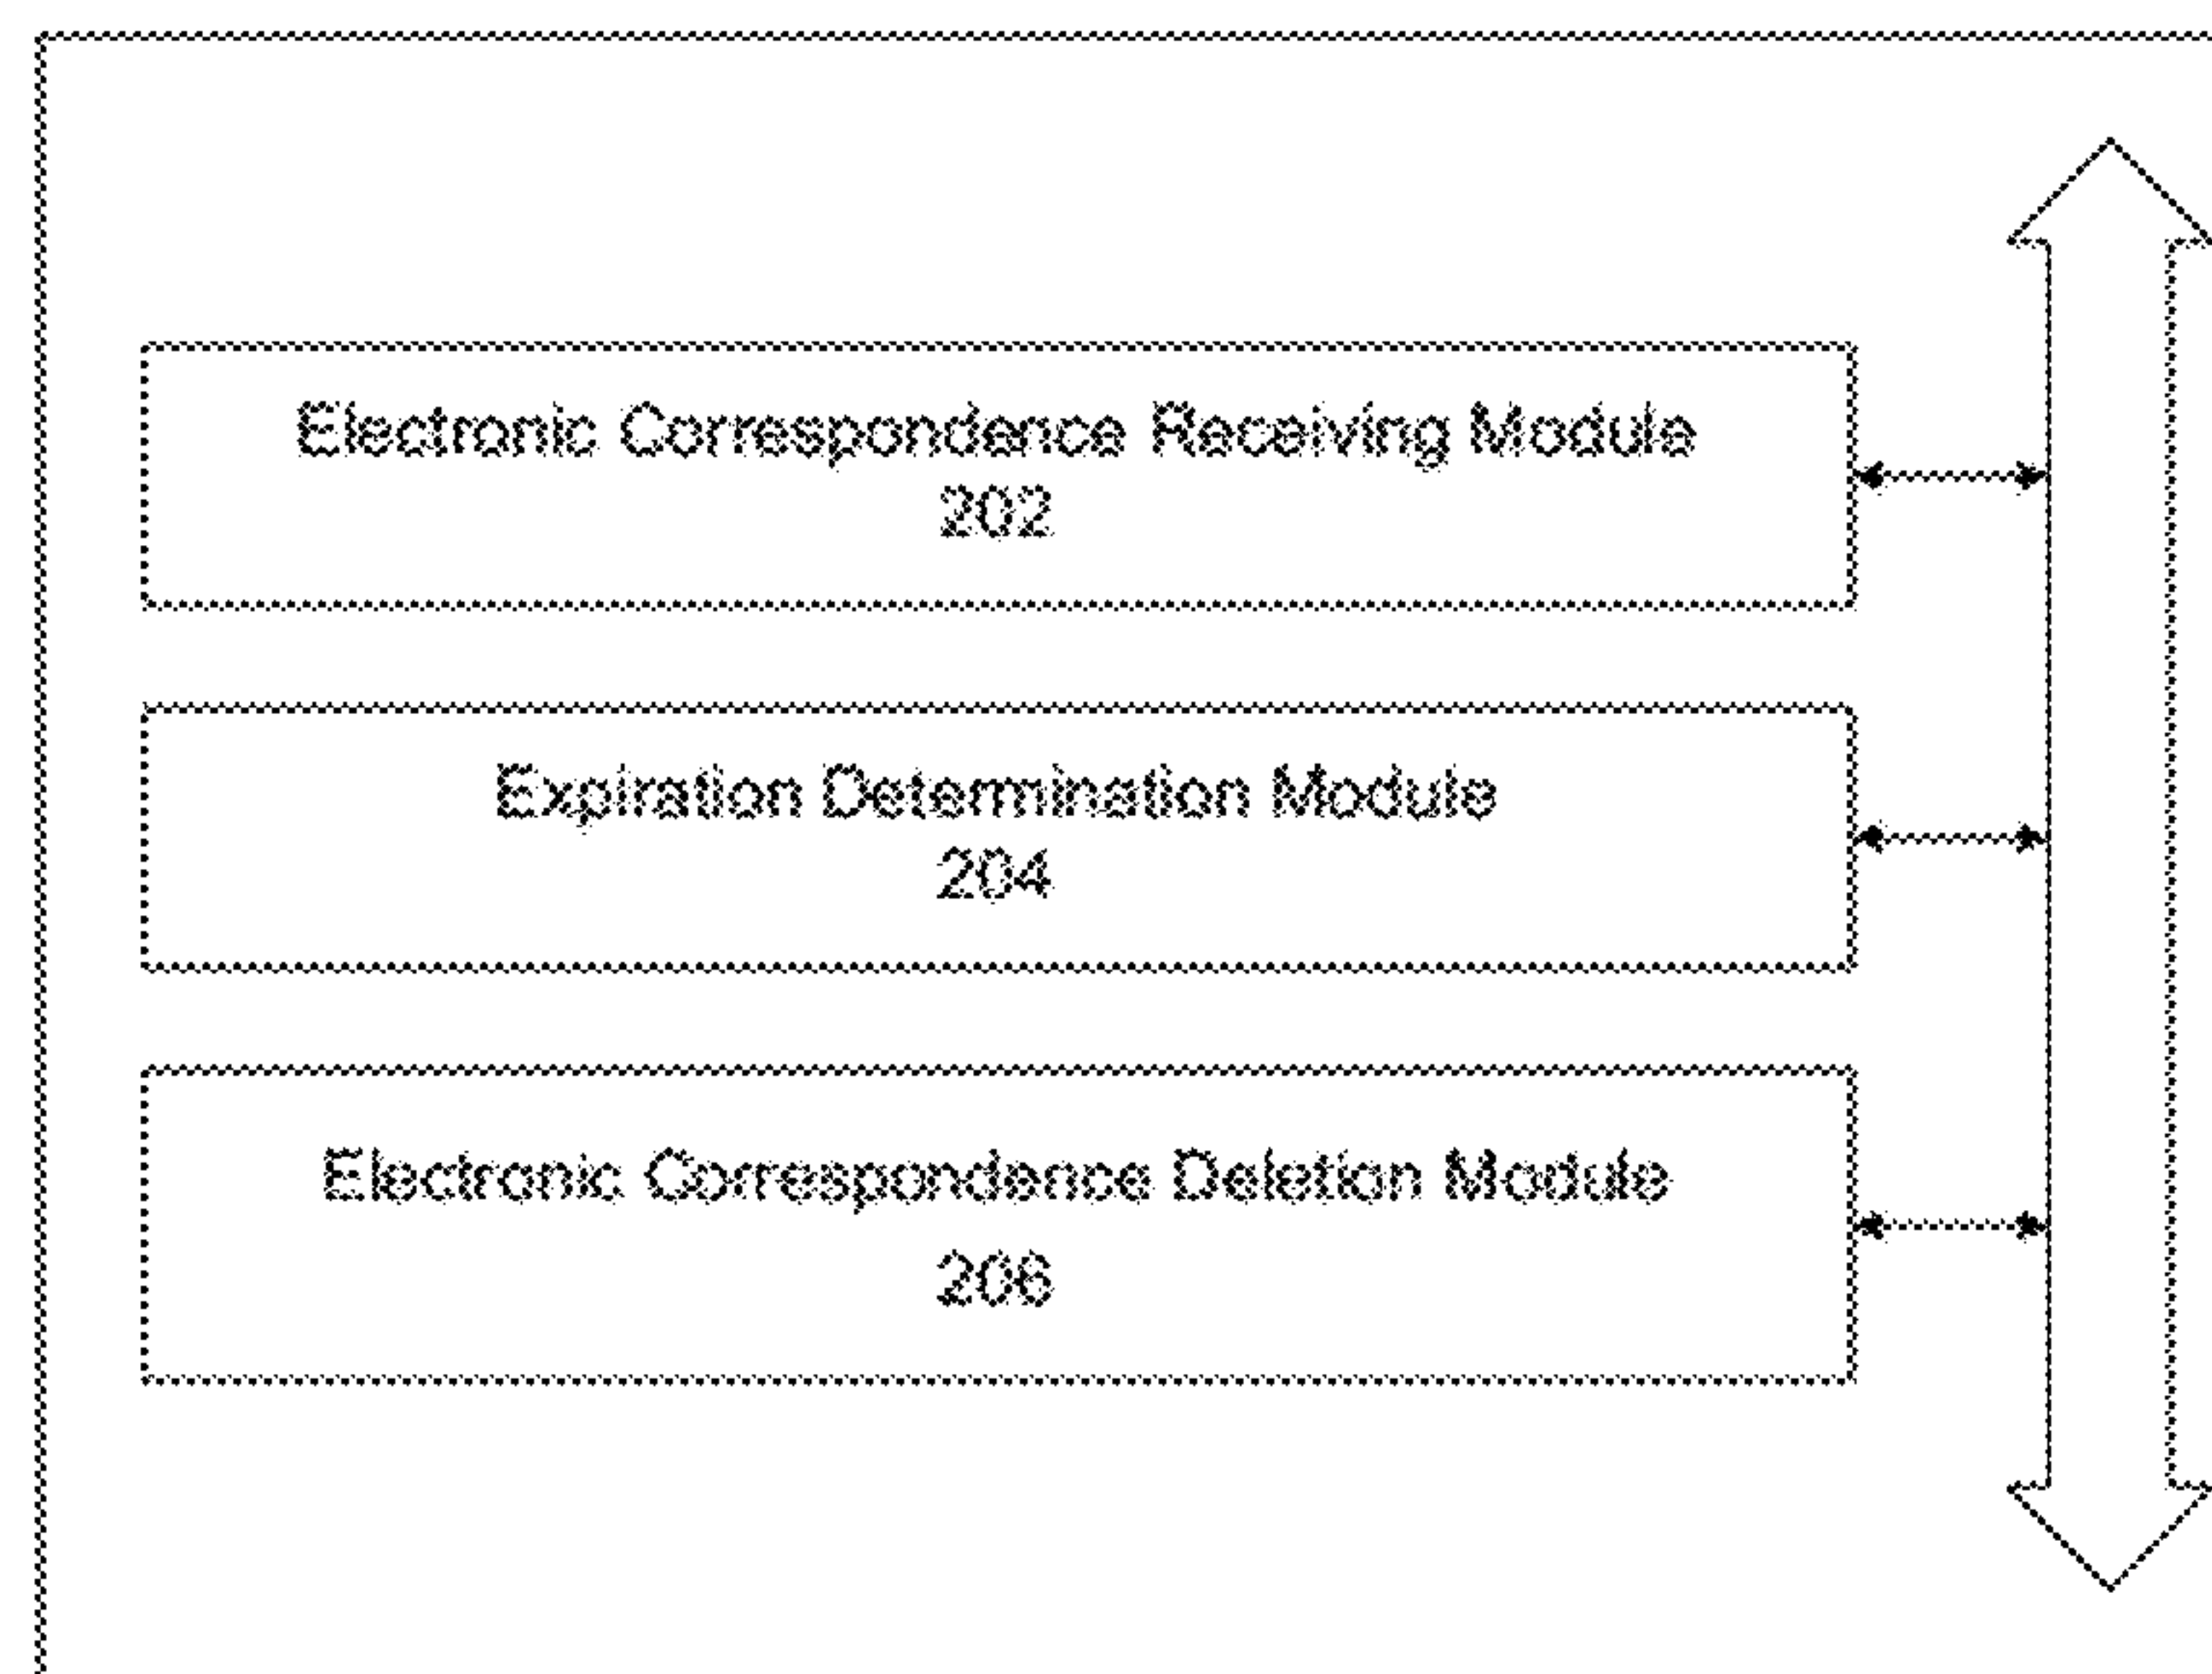 Electronic Correspondence Receiving Module
202
Expiration Determination Module
204
Electronic Correspondence Deletion Module
206